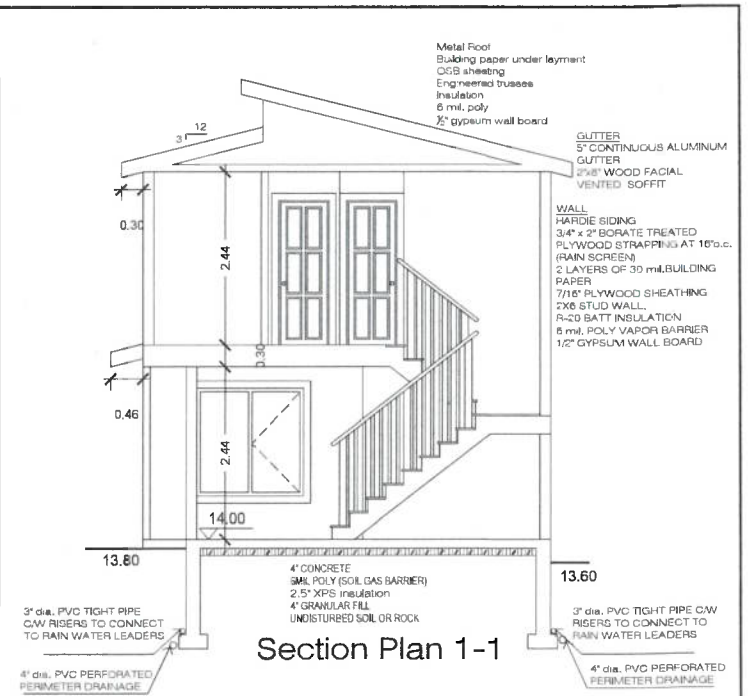 Metal Roof
Building paper under layment
OSB sheeting
Engineered trusses
Insulation
6 mil. poly
½" gypsum wall board
12
3
GUTTER
5" CONTINUOUS ALUMINUM
GUTTER
2"x8" WOOD FACIAL
VENTED SOFFIT
WALL
HARDIE SIDING
3/4" x 2" BORATE TREATED
PLYWOOD STRAPPING AT 16"o.c.
(RAIN SCREEN)
2 LAYERS OF 30 mil.BUILDING
PAPER
7/16" PLYWOOD SHEATHING
2X6 STUD WALL,
R-20 BATT INSULATION
6 mil. POLY VAPOR BARRIER
1/2" GYPSUM WALL BOARD
0.30
2.44
0.30
0.46
2.44
14.00
13.80
13.60
4" CONCRETE
6MIL POLY (SOIL GAS BARRIER)
2.5" XPS insulation
4" GRANULAR FILL
UNDISTURBED SOIL OR ROCK
3" dia. PVC TIGHT PIPE
C/W RISERS TO CONNECT
TO RAIN WATER LEADERS
4" dia. PVC PERFORATED
PERIMETER DRAINAGE
Section Plan 1-1
3" dia. PVC TIGHT PIPE C/W
RISERS TO CONNECT TO
RAIN WATER LEADERS
4" dia. PVC PERFORATED
PERIMETER DRAINAGE